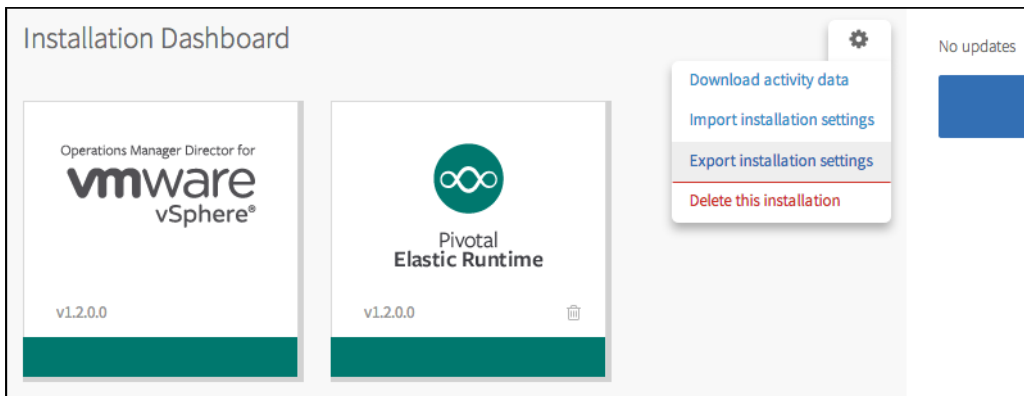 Installation Dashboard
No updates
Download activity data
Import installation settings
Export installation settings
Delete this installation
Operations Manager Director for
vmware
vSphere®
v1.2.0.0
Pivotal
Elastic Runtime
v1.2.0.0